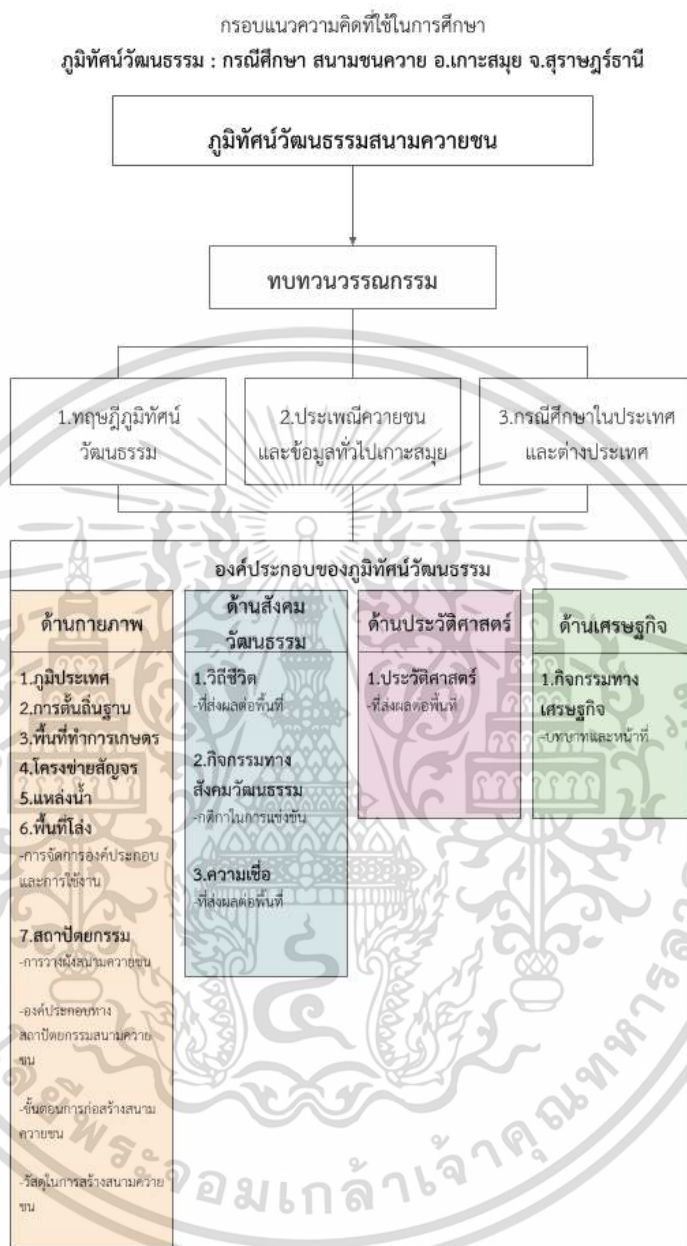 กรอบแนวความคิดที่ใช้ในการศึกษา
ภูมิทัศน์วัฒนธรรม : กรณีศึกษา สนามชนควาย อ.เกาะสมุย จ.สุราษฎร์ธานี
ภูมิทัศน์วัฒนธรรมสนามควายชน
ทบทวนวรรณกรรม
1.ทฤษฎีภูมิทัศน์
วัฒนธรรม
2.ประเพณีควายชน
และข้อมูลทั่วไปเกาะสมุย
3.กรณีศึกษาในประเทศ
และต่างประเทศ
องค์ประกอบของภูมิทัศน์วัฒนธรรม
ด้านกายภาพ
1.ภูมิประเทศ
2.การตั้งถิ่นฐาน
3.พื้นที่ทำการเกษตร
4.โครงข่ายสัญจร
5.แหล่งน้ำ
6.พื้นที่โล่ง
-การจัดการองค์ประกอบ
และการใช้งาน
7.สถาปัตยกรรม
-การวางผังสนามควายชน
-องค์ประกอบทาง
สถาปัตยกรรมสนามควาย
ชน
-ขั้นตอนการก่อสร้างสนาม
ควายชน
-วัสดุในการสร้างสนามควาย
ชน
ด้านสังคม
วัฒนธรรม
1.วิถีชีวิต
-ที่ส่งผลต่อพื้นที่
2.กิจกรรมทาง
สังคมวัฒนธรรม
-กติกาในการแข่งขัน
3.ความเชื่อ
-ที่ส่งผลต่อพื้นที่
ด้านประวัติศาสตร์
1.ประวัติศาสตร์
-ที่ส่งผลต่อพื้นที่
ด้านเศรษฐกิจ
1.กิจกรรมทาง
เศรษฐกิจ
-บทบาทและหน้าที่
พระจอมเกล้าเจ้าคุณทหาร